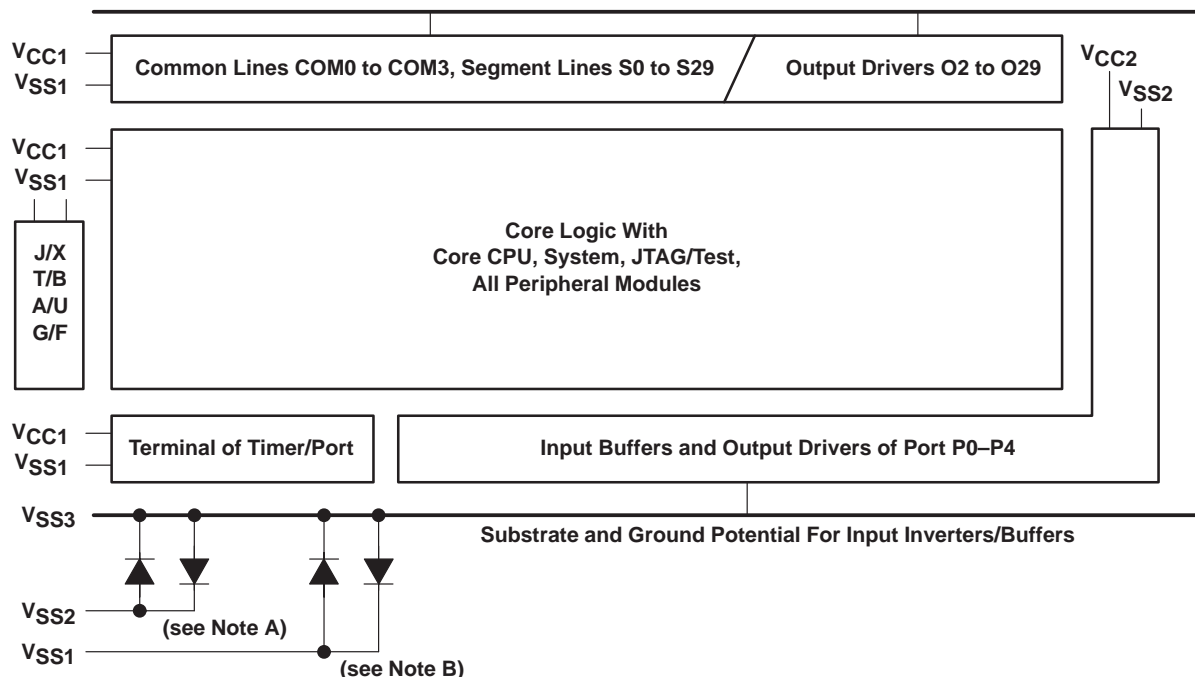 VCC1
VSS1
Common Lines COM0 to COM3, Segment Lines S0 to S29
Output Drivers O2 to O29
VCC2
VSS2
VCC1
VSS1
J/X
T/B
A/U
G/F
Core Logic With
Core CPU, System, JTAG/Test,
All Peripheral Modules
VCC1
VSS1
Terminal of Timer/Port
Input Buffers and Output Drivers of Port P0–P4
VSS3
Substrate and Ground Potential For Input Inverters/Buffers
VSS2
(see Note A)
VSS1
(see Note B)